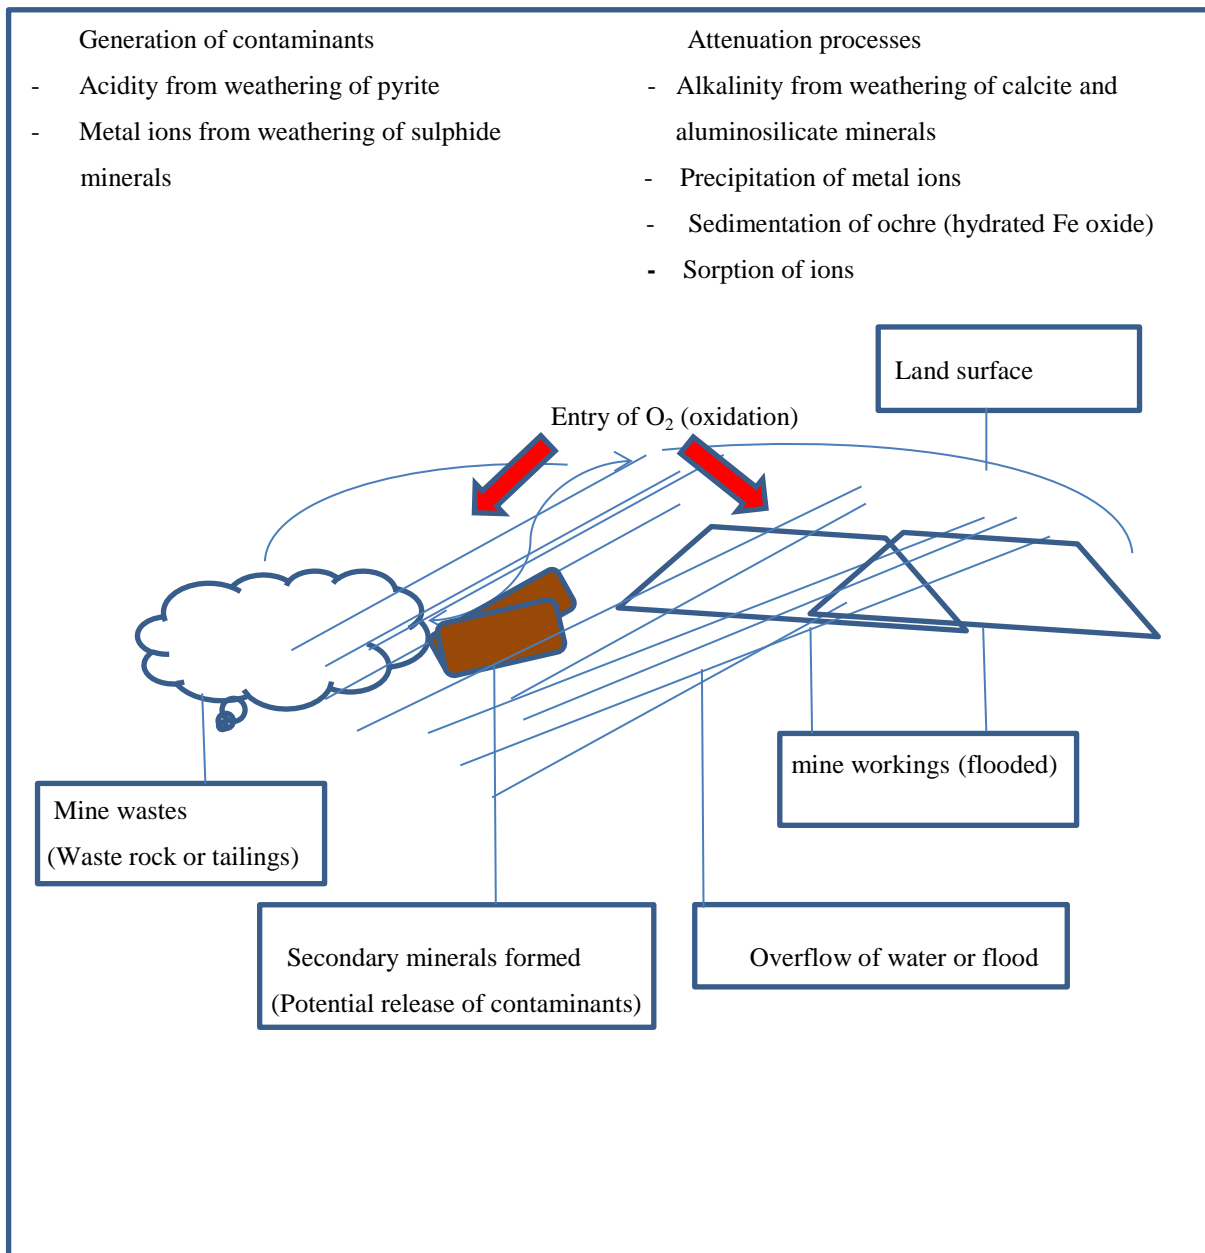 Generation of contaminants
- Acidity from weathering of pyrite
- Metal ions from weathering of sulphide
minerals
Attenuation processes
- Alkalinity from weathering of calcite and
aluminosilicate minerals
- Precipitation of metal ions
- Sedimentation of ochre (hydrated Fe oxide)
- Sorption of ions
Land surface
Entry of O₂ (oxidation)
mine workings (flooded)
Mine wastes
(Waste rock or tailings)
Secondary minerals formed
(Potential release of contaminants)
Overflow of water or flood